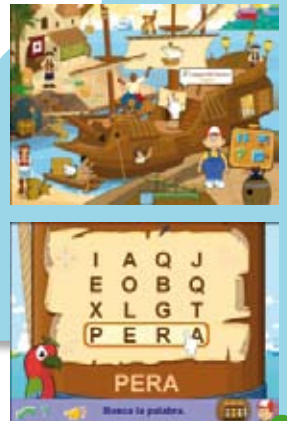 I A Q J
E O B Q
X L G T
P E R A
PERA
Busca la palabra.